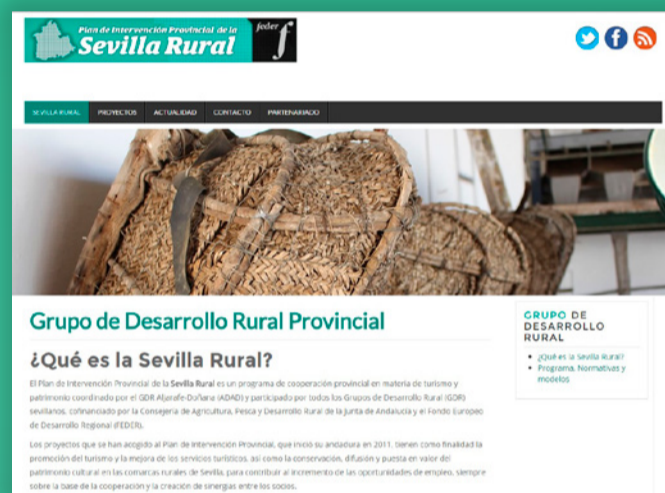 Plan de Intervención Provincial de la
Sevilla Rural
feder
f
SEVILLA RURAL PROYECTOS ACTUALIDAD CONTACTO PARTENARIADO
Grupo de Desarrollo Rural Provincial
¿Qué es la Sevilla Rural?
El Plan de Intervención Provincial de la Sevilla Rural es un programa de cooperación provincial en materia de turismo y
patrimonio coordinado por el GDR Aljarafe-Doñana (ADAD) y participado por todos los Grupos de Desarrollo Rural (GDR)
sevillanos, cofinanciado por la Consejería de Agricultura, Pesca y Desarrollo Rural de la Junta de Andalucía y el Fondo Europeo
de Desarrollo Regional (FEDER).
Los proyectos que se han acogido al Plan de Intervención Provincial, que inició su andadura en 2011, tienen como finalidad la
promoción del turismo y la mejora de los servicios turísticos, así como la conservación, difusión y puesta en valor del
patrimonio cultural en las comarcas rurales de Sevilla, para contribuir al incremento de las oportunidades de empleo, siempre
sobre la base de la cooperación y la creación de sinergias entre los socios.
GRUPO DE
DESARROLLO
RURAL
¿Qué es la Sevilla Rural?
Programa, Normativas y
modelos